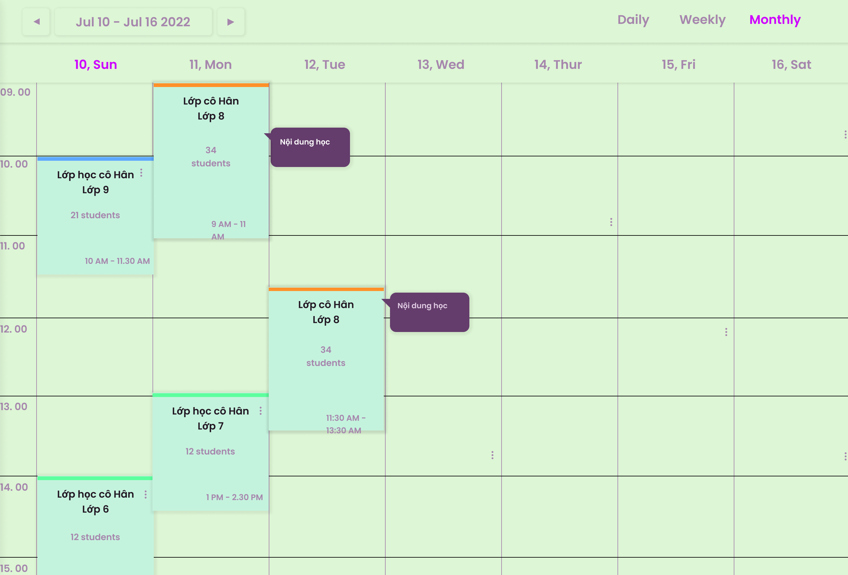 Jul 10 - Jul 16 2022
Daily
Weekly
Monthly
10, Sun
11, Mon
12, Tue
13, Wed
14, Thur
15, Fri
16, Sat
09. 00
10. 00
11. 00
12. 00
13. 00
14. 00
15. 00
Lớp học cô Hân
Lớp 9
21 students
10 AM - 11.30 AM
Lớp học cô Hân
Lớp 6
12 students
Lớp cô Hân
Lớp 8
34
students
9 AM - 11
AM
Nội dung học
Lớp học cô Hân
Lớp 7
12 students
1 PM - 2.30 PM
Lớp cô Hân
Lớp 8
34
students
11:30 AM -
13:30 AM
Nội dung học